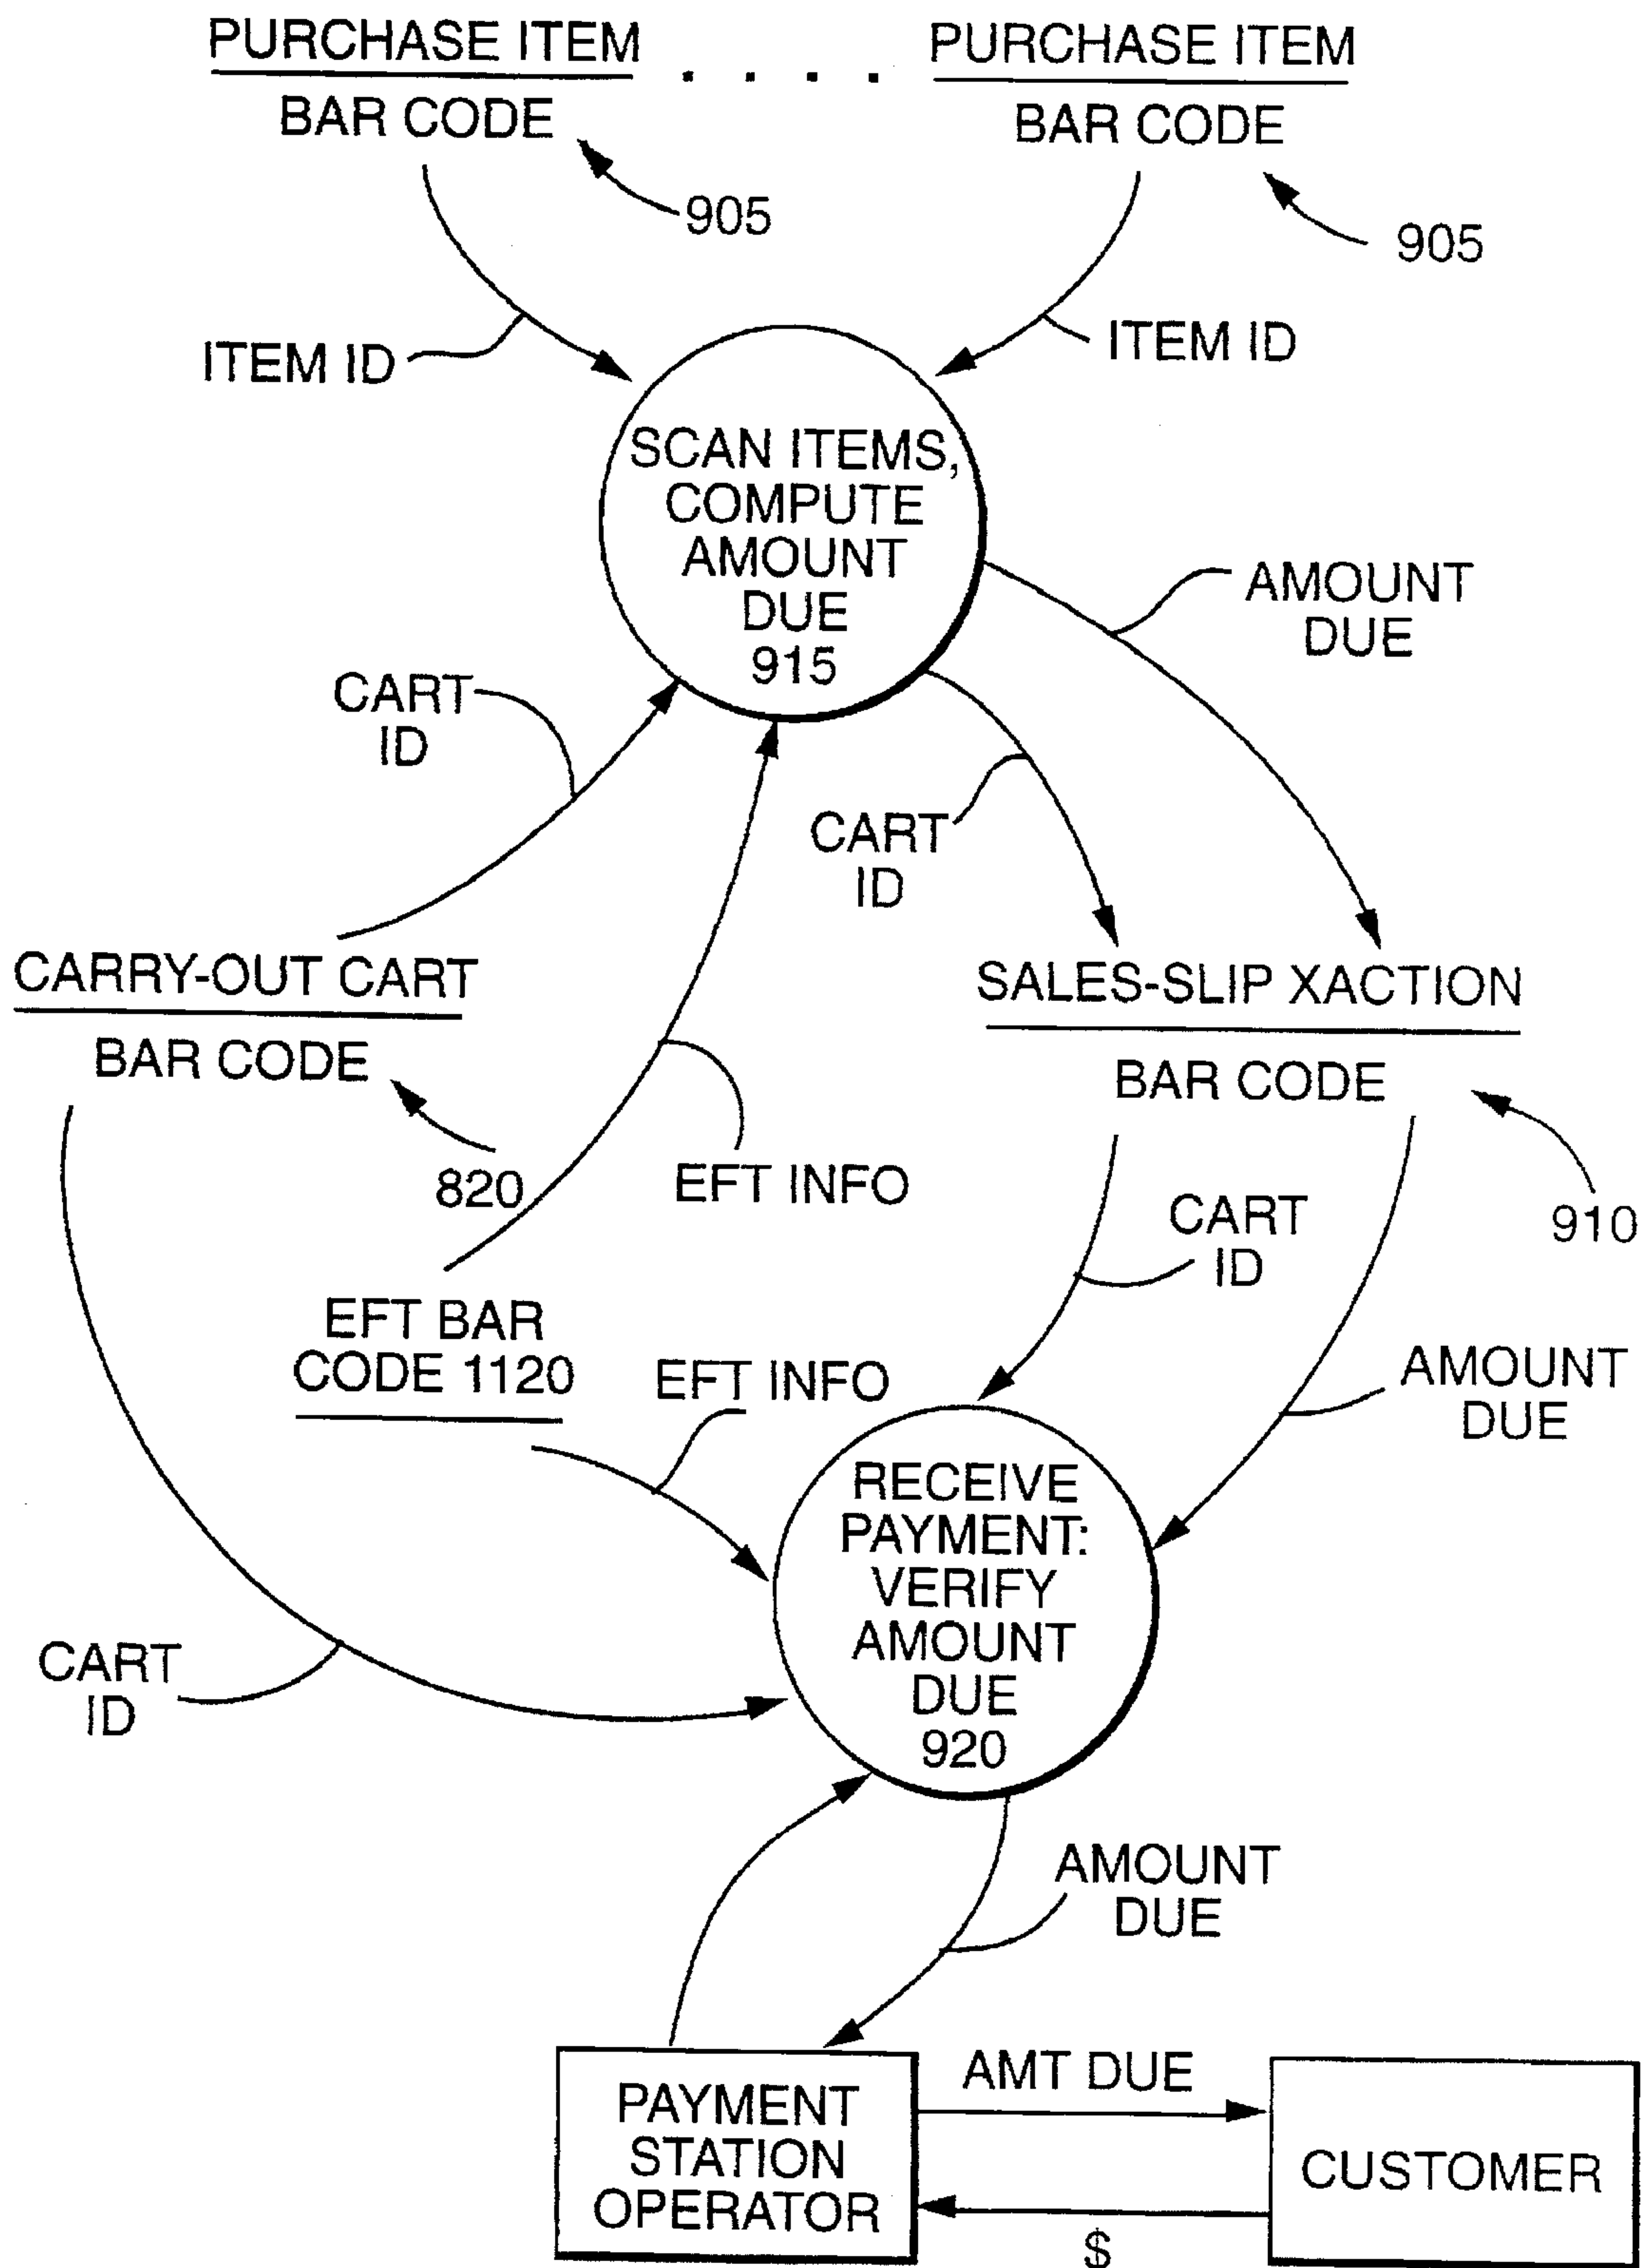 PURCHASE ITEM . . . . PURCHASE ITEM
BAR CODE
BAR CODE
905
905
ITEM ID
ITEM ID
SCAN ITEMS,
COMPUTE
AMOUNT
DUE
915
AMOUNT
DUE
CART
ID
CART
ID
CARRY-OUT CART
BAR CODE
SALES-SLIP XACTION
BAR CODE
820
EFT INFO
910
CART
ID
EFT BAR
CODE 1120
EFT INFO
AMOUNT
DUE
RECEIVE
PAYMENT:
VERIFY
AMOUNT
DUE
920
CART
ID
AMOUNT
DUE
PAYMENT
STATION
OPERATOR
AMT DUE
CUSTOMER
$